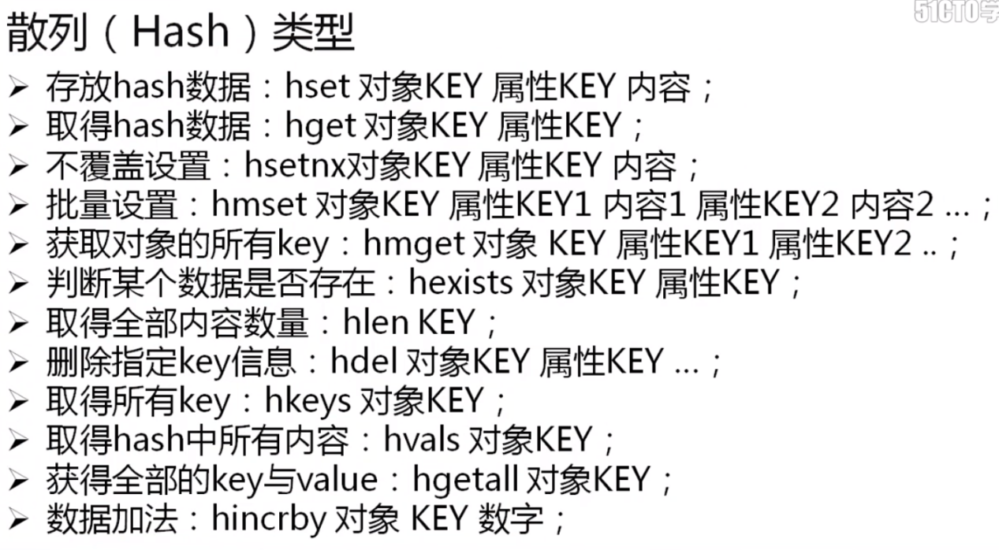 51CTO学
散列（Hash）类型
➢ 存放hash数据：hset 对象KEY 属性KEY 内容；
➢ 取得hash数据：hget 对象KEY 属性KEY；
➢ 不覆盖设置：hsetnx对象KEY 属性KEY 内容；
➢ 批量设置：hmset 对象KEY 属性KEY1 内容1 属性KEY2 内容2 ...；
➢ 获取对象的所有key：hmget 对象 KEY 属性KEY1 属性KEY2 ..；
➢ 判断某个数据是否存在：hexists 对象KEY 属性KEY；
➢ 取得全部内容数量：hlen KEY；
➢ 删除指定key信息：hdel 对象KEY 属性KEY ...；
➢ 取得所有key：hkeys 对象KEY；
➢ 取得hash中所有内容：hvals 对象KEY；
➢ 获得全部的key与value：hgetall 对象KEY；
➢ 数据加法：hincrby 对象 KEY 数字；